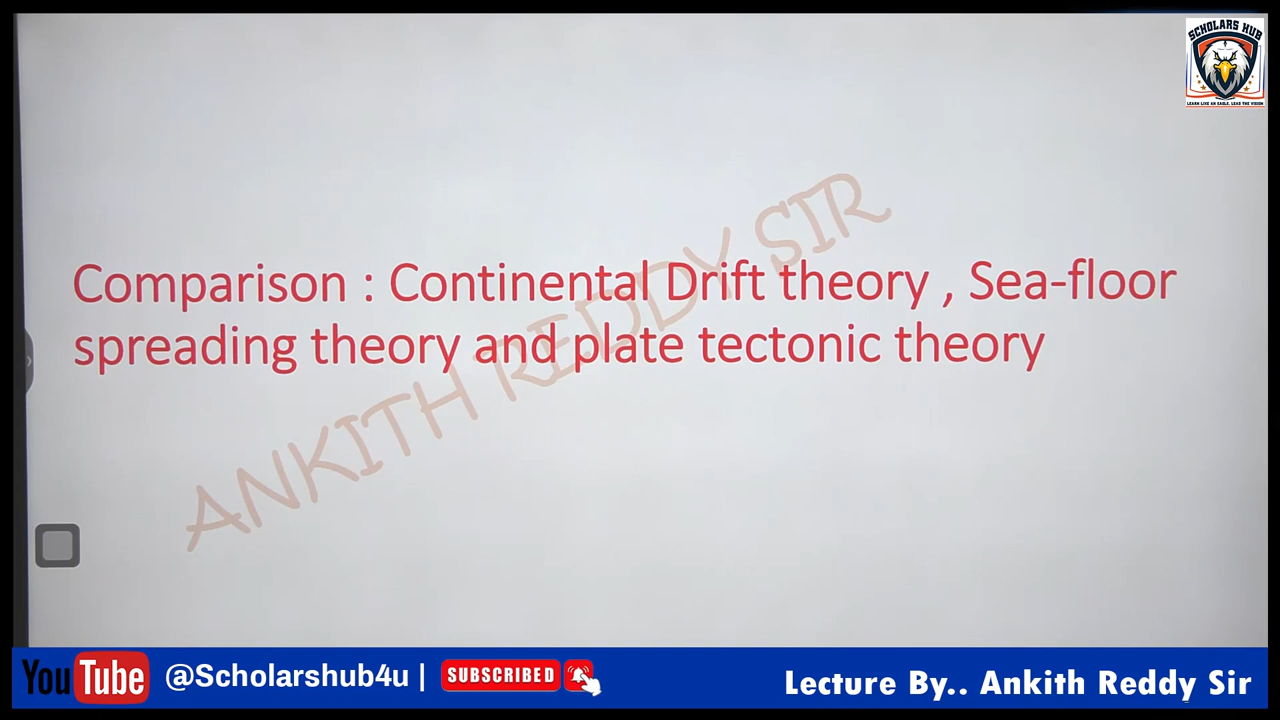 SCHOLARS HUB
LEARN LIKE AN EAGLE, LEAD THE VISION
ANKITH REDDY SIR
Comparison : Continental Drift theory , Sea-floor
spreading theory and plate tectonic theory
YouTube @Scholarshub4u | SUBSCRIBED
Lecture By.. Ankith Reddy Sir